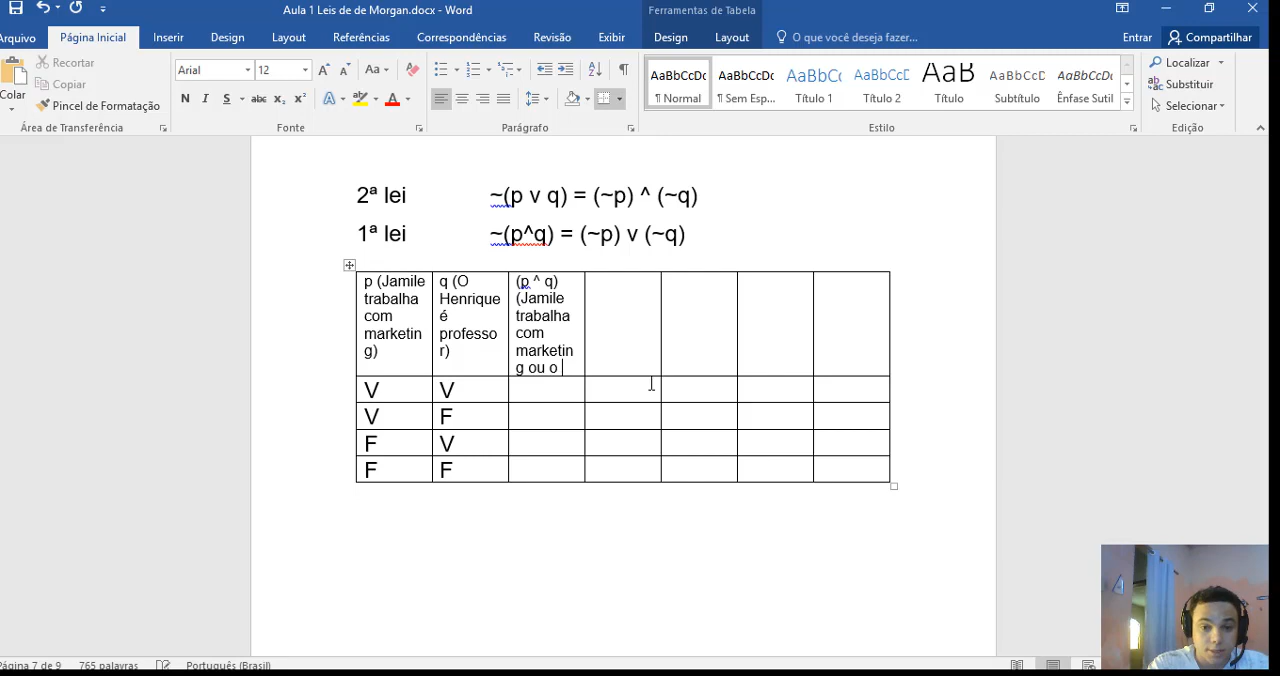 Aula 1 Leis de de Morgan.docx - Word
Ferramentas de Tabela
Arquivo Página Inicial Inserir Design Layout Referências Correspondências Revisão Exibir Design Layout O que você deseja fazer... Entrar Compartilhar
Colar
Recortar
Copiar
Pincel de Formatação
Área de Transferência
Arial 12
Fonte
Parágrafo
AaBbCcDc AaBbCcDc AaBbC AaBbCcD AaB AaBbCcD AaBbCcDc
¶ Normal ¶ Sem Esp... Título 1 Título 2 Título Subtítulo Ênfase Sutil
Estilo
Localizar
Substituir
Selecionar
Edição
2ª lei ~(p v q) = (~p) ^ (~q)
1ª lei ~(p^q) = (~p) v (~q)
p (Jamile
trabalha
com
marketin
g)
q (O
Henrique
é
professo
r)
(p ^ q)
(Jamile
trabalha
com
marketin
g ou o
V V
V F
F V
F F
Página 7 de 9 765 palavras Português (Brasil)